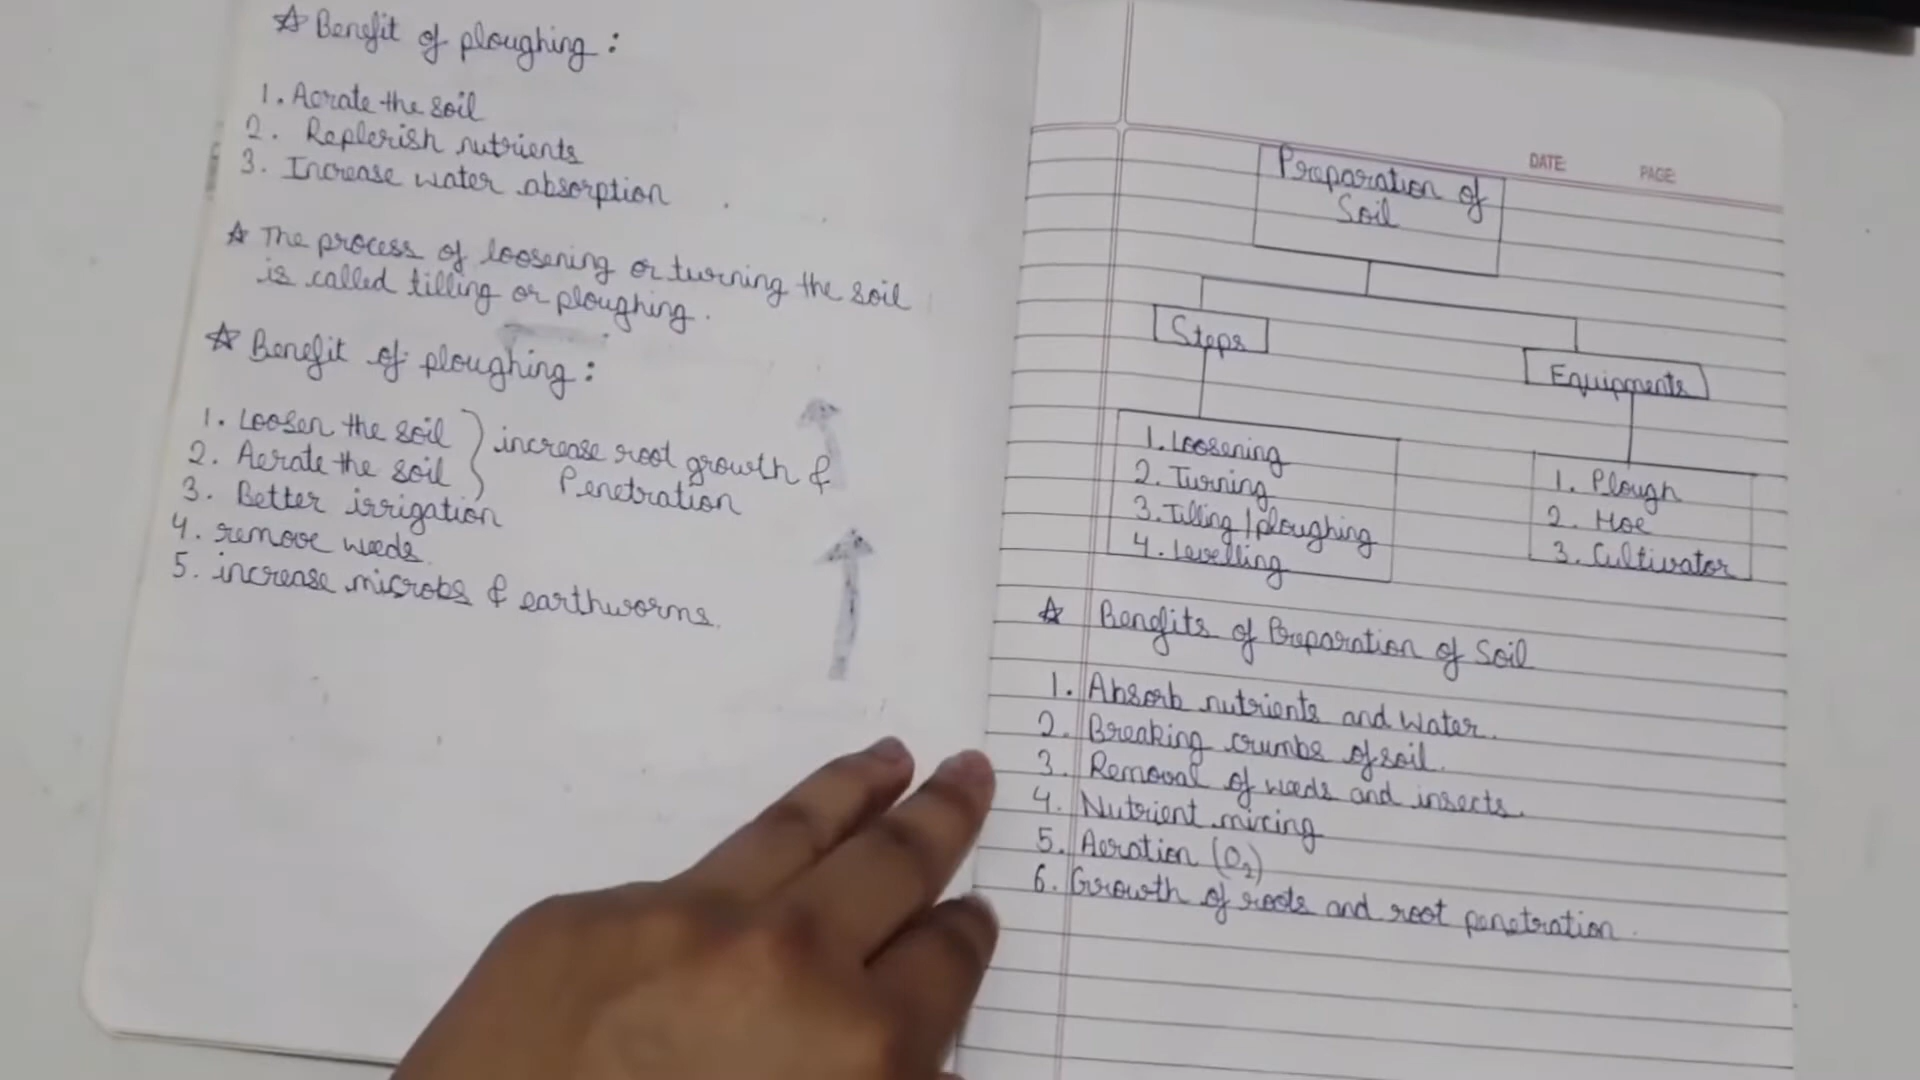 ☆ Benefit of ploughing :
1. Aerate the soil
2. Replenish nutrients
3. Increase water absorption
☆ The process of loosening or turning the soil
is called tilling or ploughing.
☆ Benefit of ploughing :
1. Loosen the soil } increase root growth &
2. Aerate the soil } Penetration
3. Better irrigation
4. remove weeds.
5. increase microbs & earthworms.
DATE: PAGE:
Preparation of
Soil
Steps
Equipments
1. Loosening
2. Turning
3. Tilling / ploughing
4. Levelling
1. Plough
2. Hoe
3. Cultivator
☆ Benefits of Preparation of Soil
1. Absorb nutrients and water.
2. Breaking crumbs of soil.
3. Removal of weeds and insects.
4. Nutrient mixing
5. Aeration (O₂)
6. Growth of roots and root penetration.